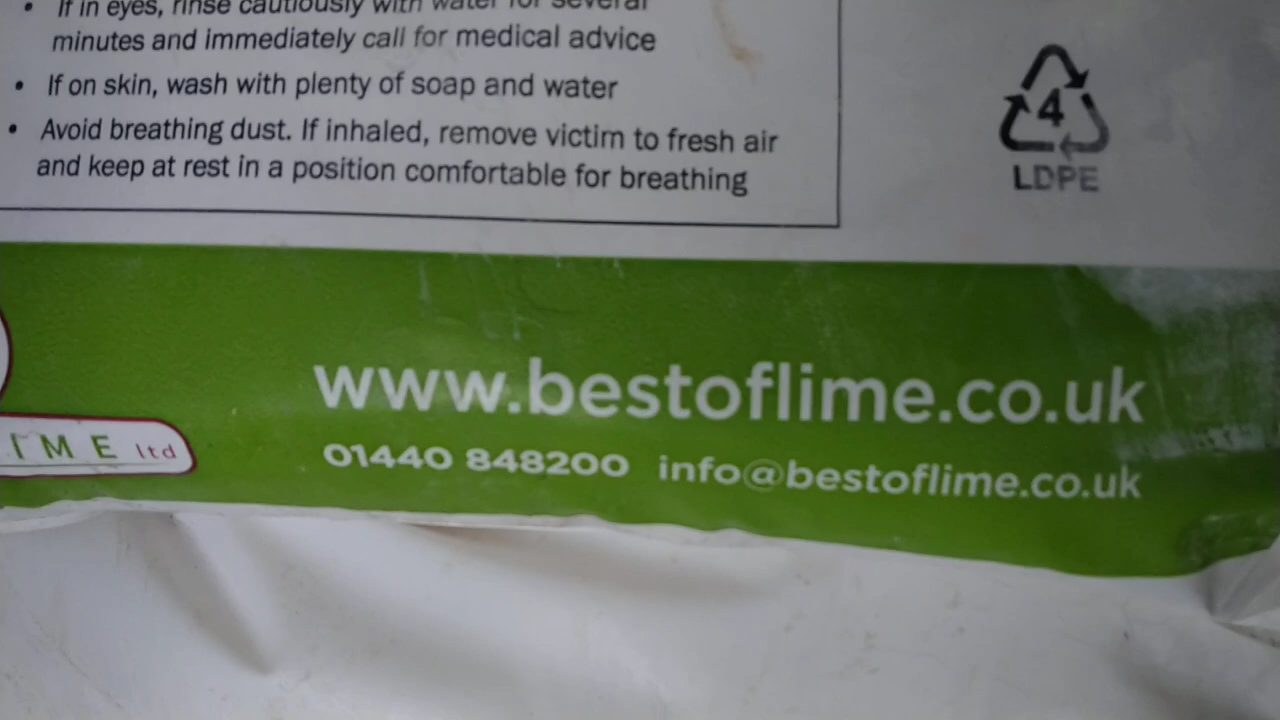 • If in eyes, rinse cautiously with water for several
minutes and immediately call for medical advice
• If on skin, wash with plenty of soap and water
• Avoid breathing dust. If inhaled, remove victim to fresh air
and keep at rest in a position comfortable for breathing
4
LDPE
www.bestoflime.co.uk
IME ltd
01440 848200 info@bestoflime.co.uk